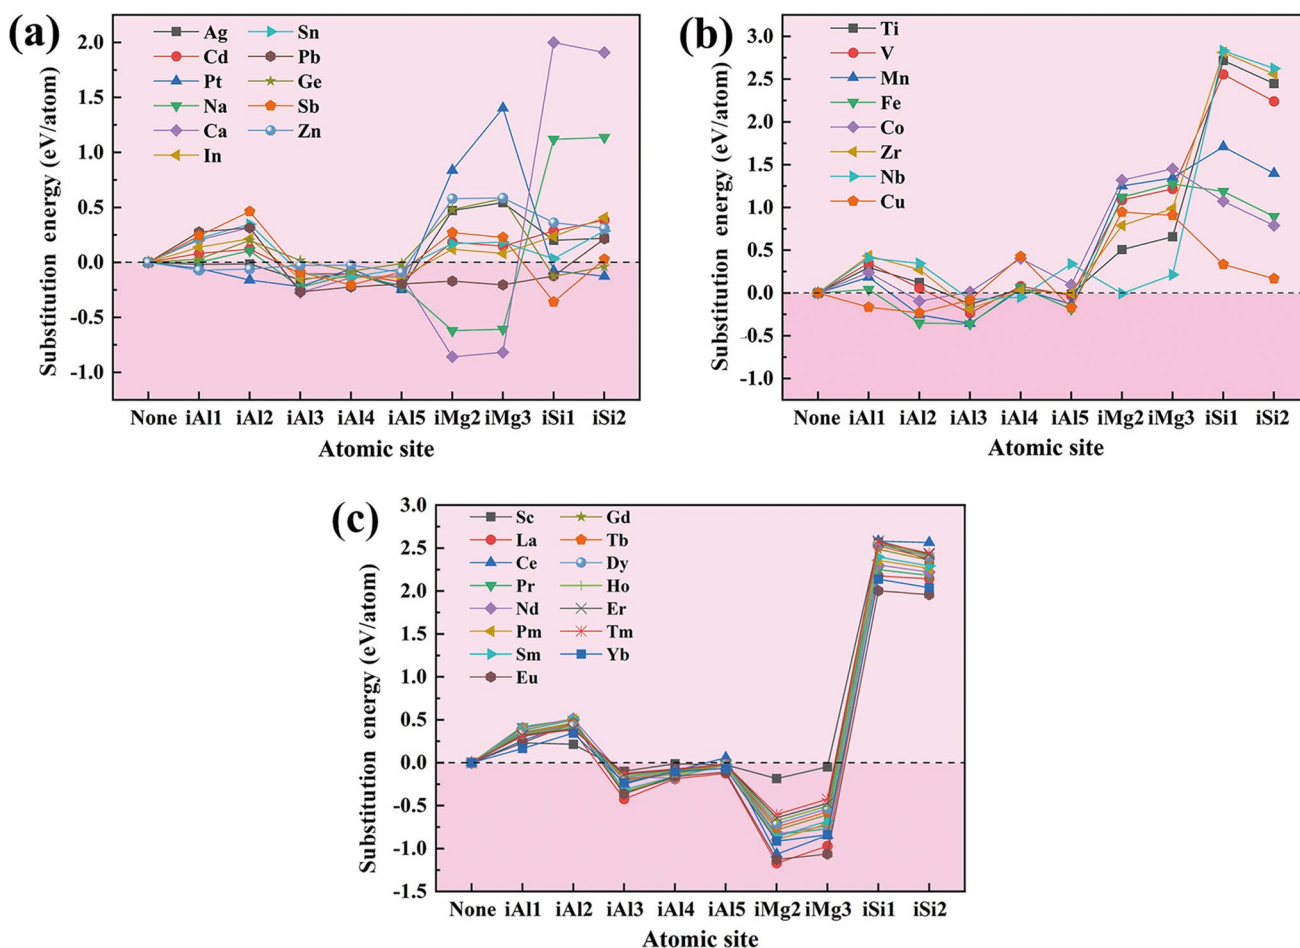 (a)
Substitution energy (eV/atom)
2.0
1.5
1.0
0.5
0.0
-0.5
-1.0
Ag
Cd
Pt
Na
Ca
In
Sn
Pb
Ge
Sb
Zn
None iAl1 iAl2 iAl3 iAl4 iAl5 iMg2 iMg3 iSi1 iSi2
Atomic site
(b)
Substitution energy (eV/atom)
3.0
2.5
2.0
1.5
1.0
0.5
0.0
-0.5
-1.0
Ti
V
Mn
Fe
Co
Zr
Nb
Cu
None iAl1 iAl2 iAl3 iAl4 iAl5 iMg2 iMg3 iSi1 iSi2
Atomic site
(c)
Substitution energy (eV/atom)
3.0
2.5
2.0
1.5
1.0
0.5
0.0
-0.5
-1.0
-1.5
Sc
La
Ce
Pr
Nd
Pm
Sm
Eu
Gd
Tb
Dy
Ho
Er
Tm
Yb
None iAl1 iAl2 iAl3 iAl4 iAl5 iMg2 iMg3 iSi1 iSi2
Atomic site